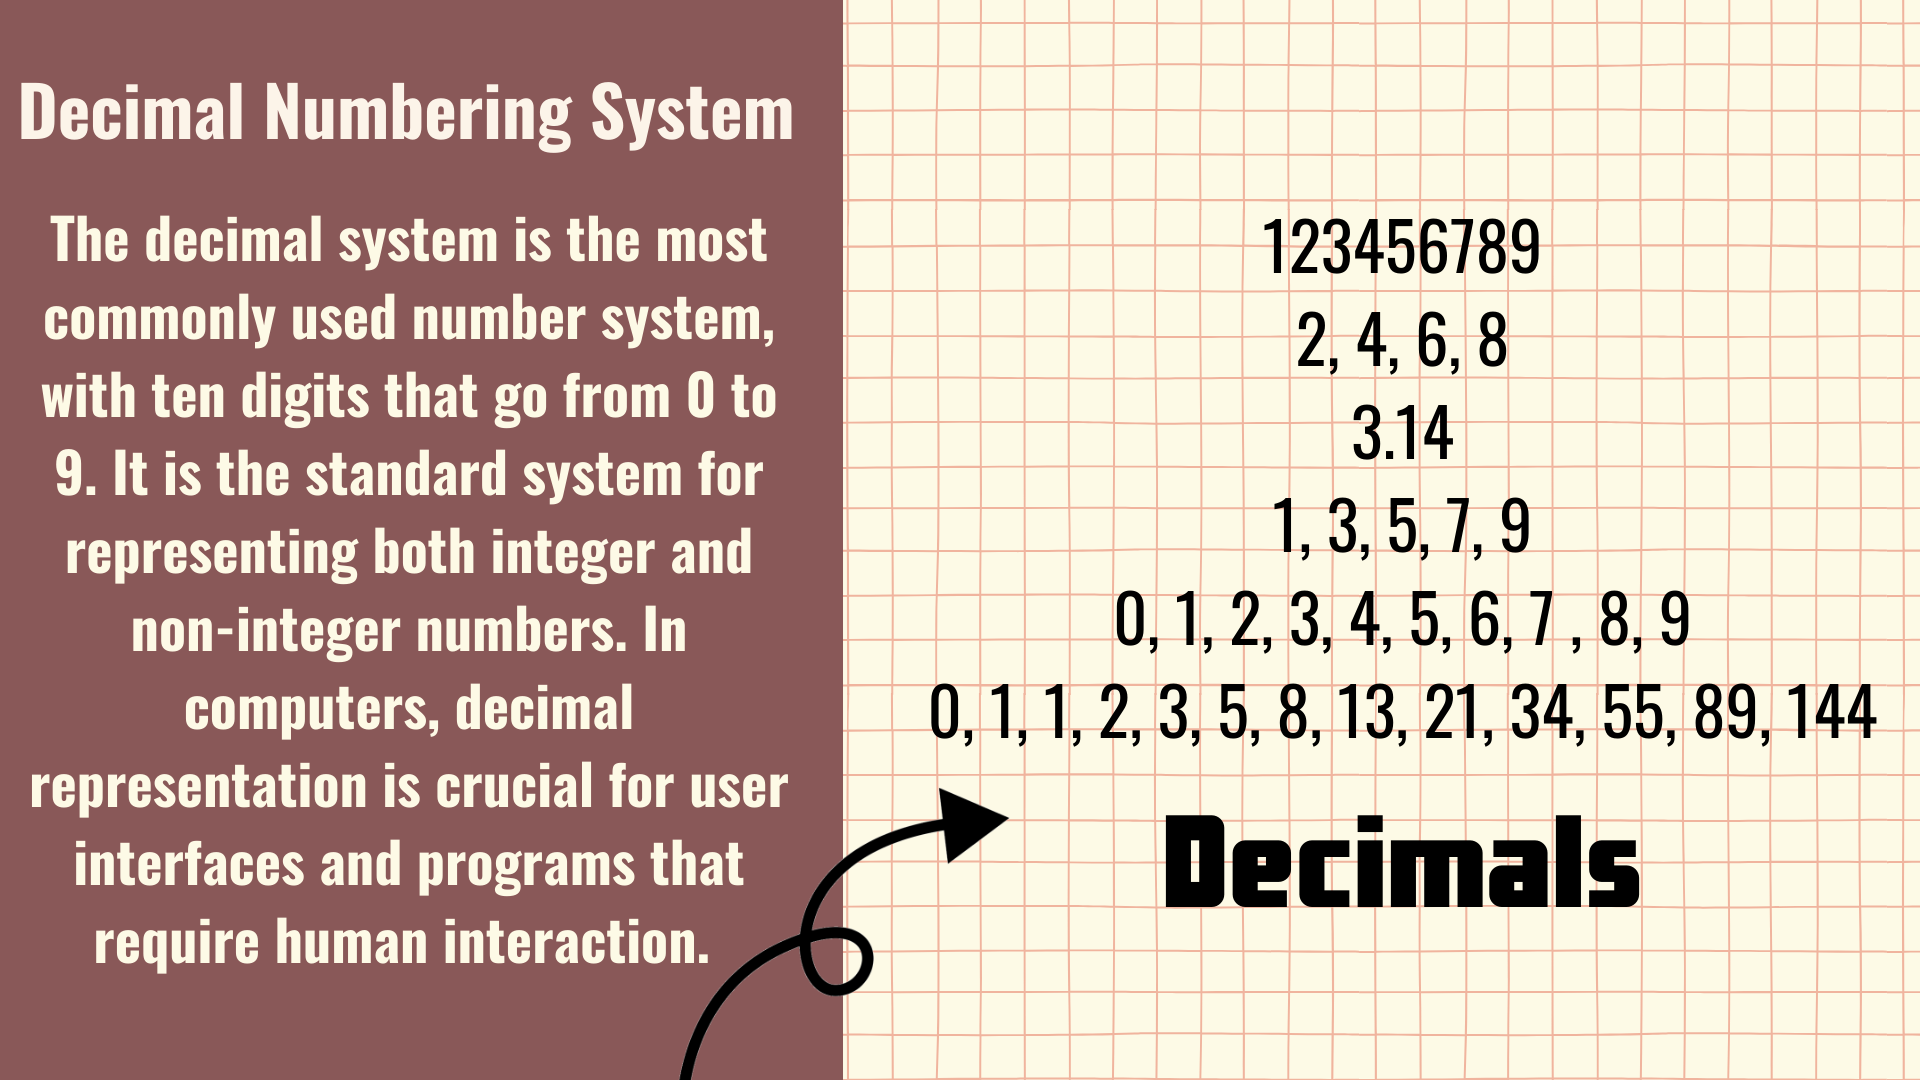 Decimal Numbering System
The decimal system is the most
commonly used number system,
with ten digits that go from 0 to
9. It is the standard system for
representing both integer and
non-integer numbers. In
computers, decimal
representation is crucial for user
interfaces and programs that
require human interaction.
123456789
2, 4, 6, 8
3.14
1, 3, 5, 7, 9
0, 1, 2, 3, 4, 5, 6, 7 , 8, 9
0, 1, 1, 2, 3, 5, 8, 13, 21, 34, 55, 89, 144
Decimals